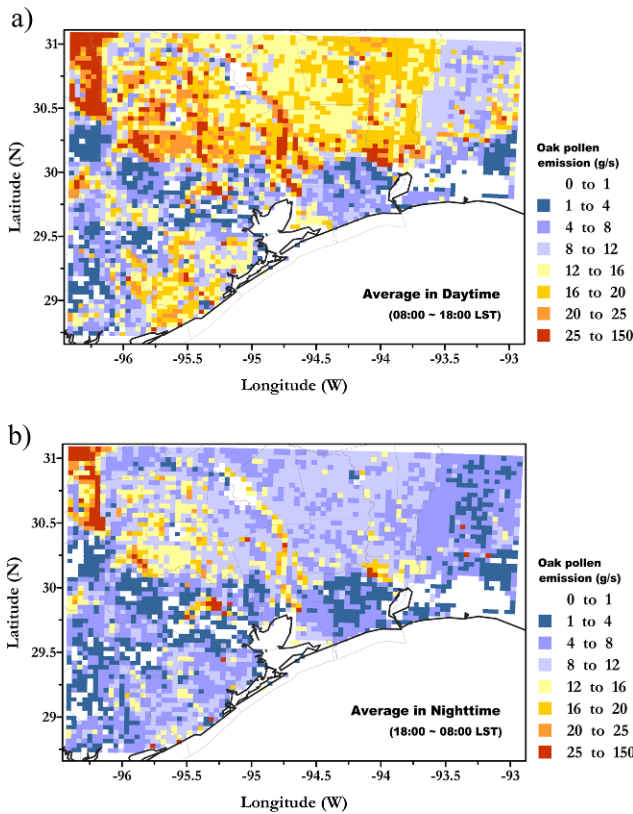 a)
31
30.5
30
29.5
29
Latitude (N)
-96
-95.5
-95
-94.5
-94
-93.5
-93
Longitude (W)
Average in Daytime
(08:00 ~ 18:00 LST)
Oak pollen
emission (g/s)
0 to 1
1 to 4
4 to 8
8 to 12
12 to 16
16 to 20
20 to 25
25 to 150
b)
31
30.5
30
29.5
29
Latitude (N)
-96
-95.5
-95
-94.5
-94
-93.5
-93
Longitude (W)
Average in Nighttime
(18:00 ~ 08:00 LST)
Oak pollen
emission (g/s)
0 to 1
1 to 4
4 to 8
8 to 12
12 to 16
16 to 20
20 to 25
25 to 150